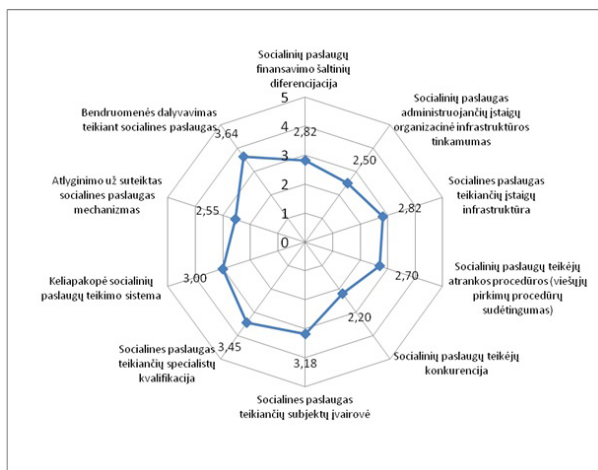 Socialinių paslaugų
finansavimo šaltinių
diferencijacija
Socialinių paslaugas
administruojančių įstaigų
organizacinė infrastruktūros
tinkamumas
Socialines paslaugas
teikiančių įstaigų
infrastruktūra
Socialinių paslaugų teikėjų
atrankos procedūros (viešųjų
pirkimų procedūrų
sudėtingumas)
Socialinių paslaugų teikėjų
konkurencija
Socialines paslaugas
teikiančių subjektų įvairovė
Socialines paslaugas
teikiančių specialistų
kvalifikacija
Keliapakopė socialinių
paslaugų teikimo sistema
Atlyginimo už suteiktas
socialines paslaugas
mechanizmas
Bendruomenės dalyvavimas
teikiant socialines paslaugas
5
4
3
2
1
0
2,82
2,50
2,82
2,70
2,20
3,18
3,45
3,00
2,55
3,64